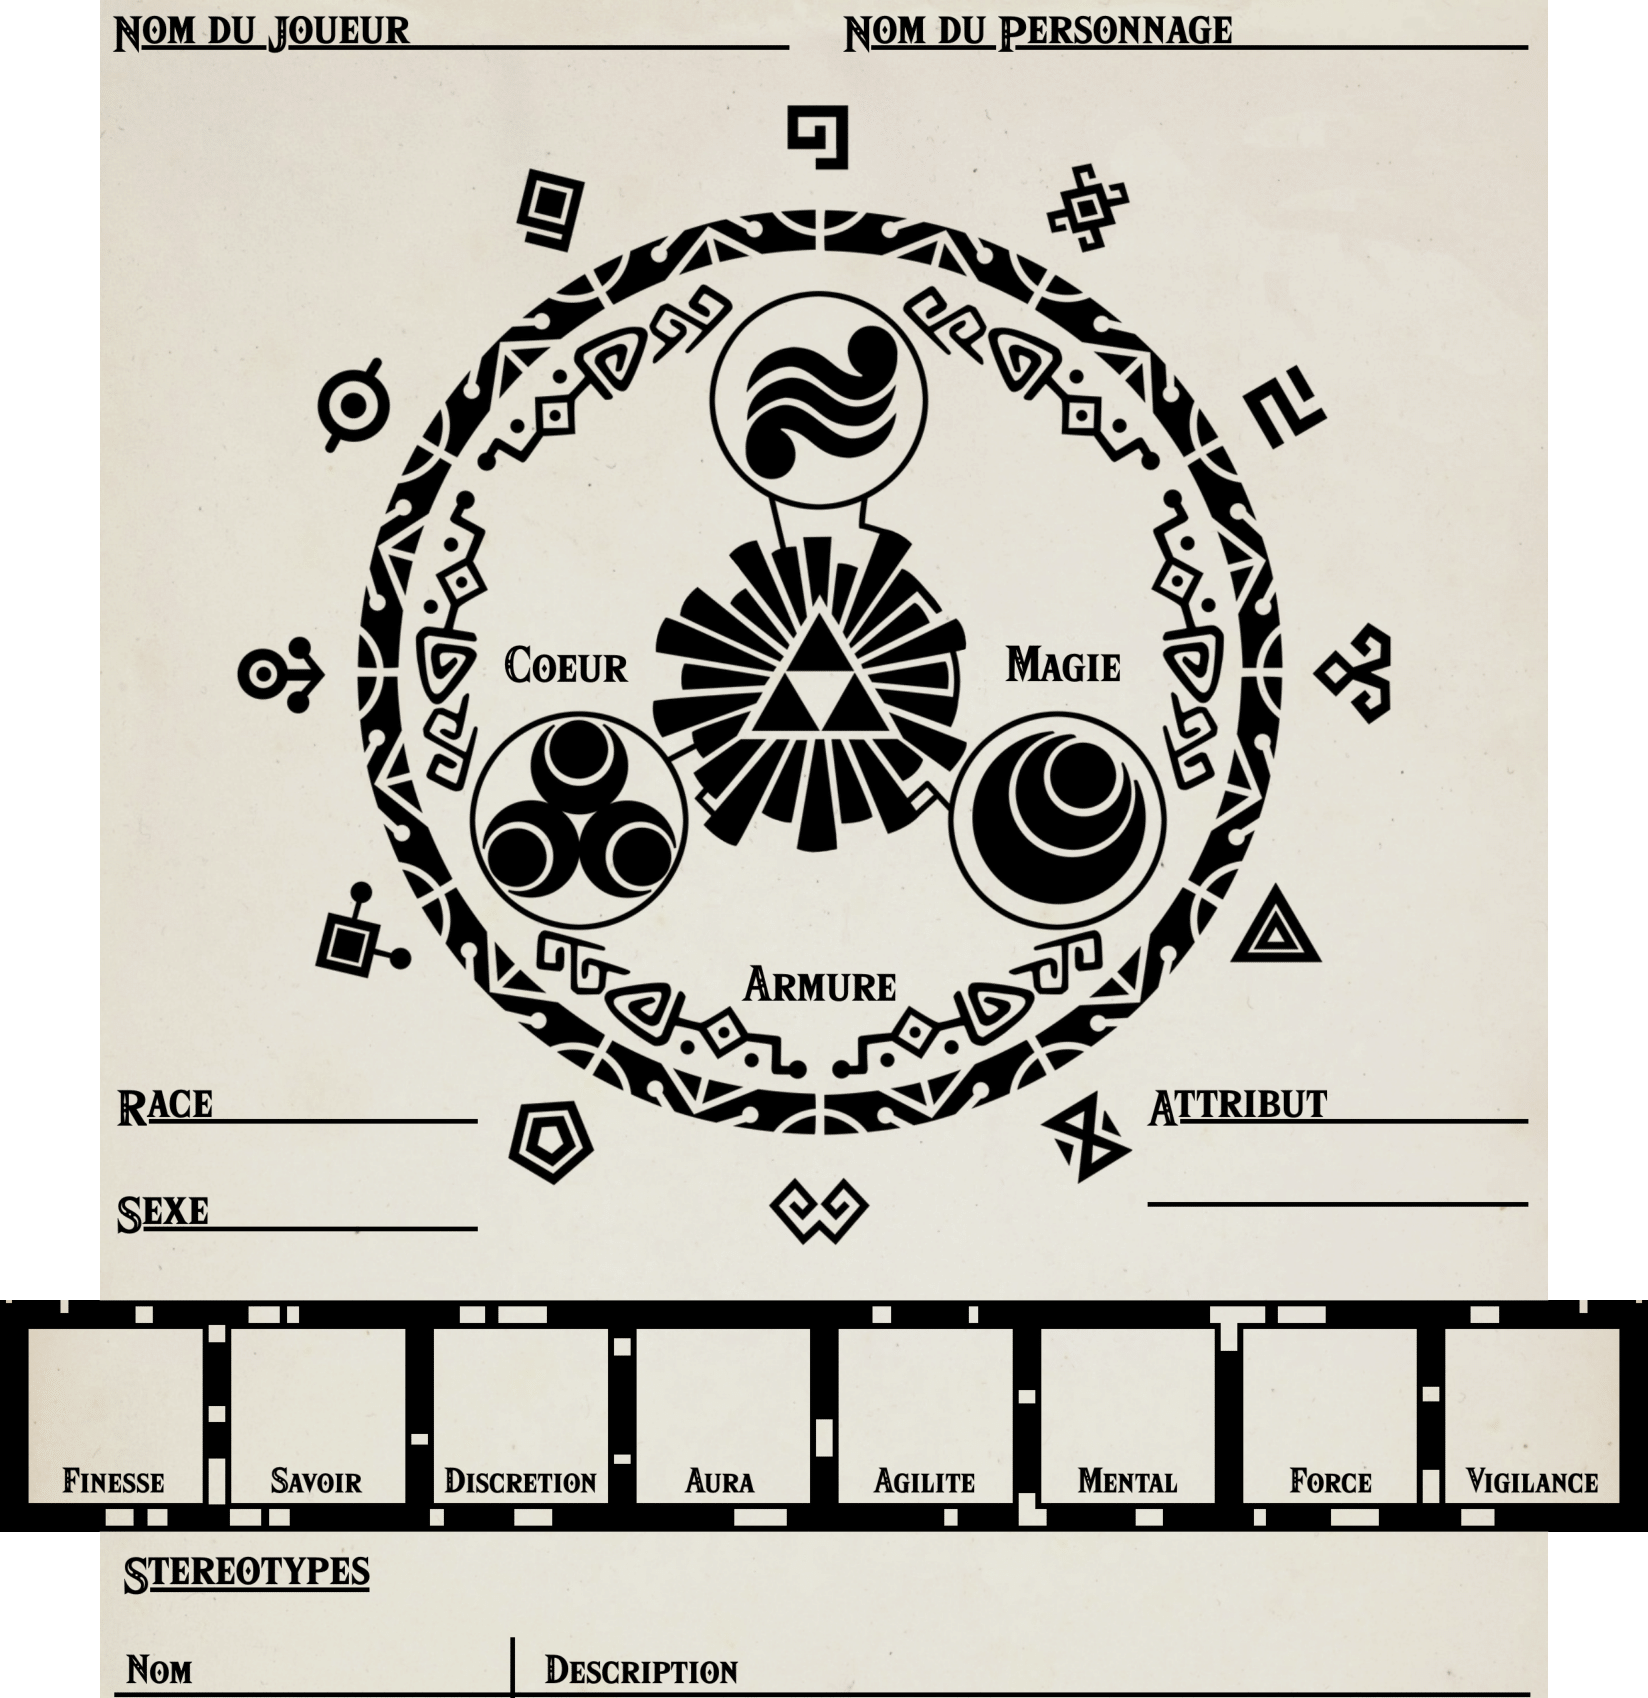 Nom du Joueur
Nom du Personnage
Coeur
Magie
Armure
Race
Attribut
Sexe
Finesse
Savoir
Discretion
Aura
Agilite
Mental
Force
Vigilance
Stereotypes
Nom
Description